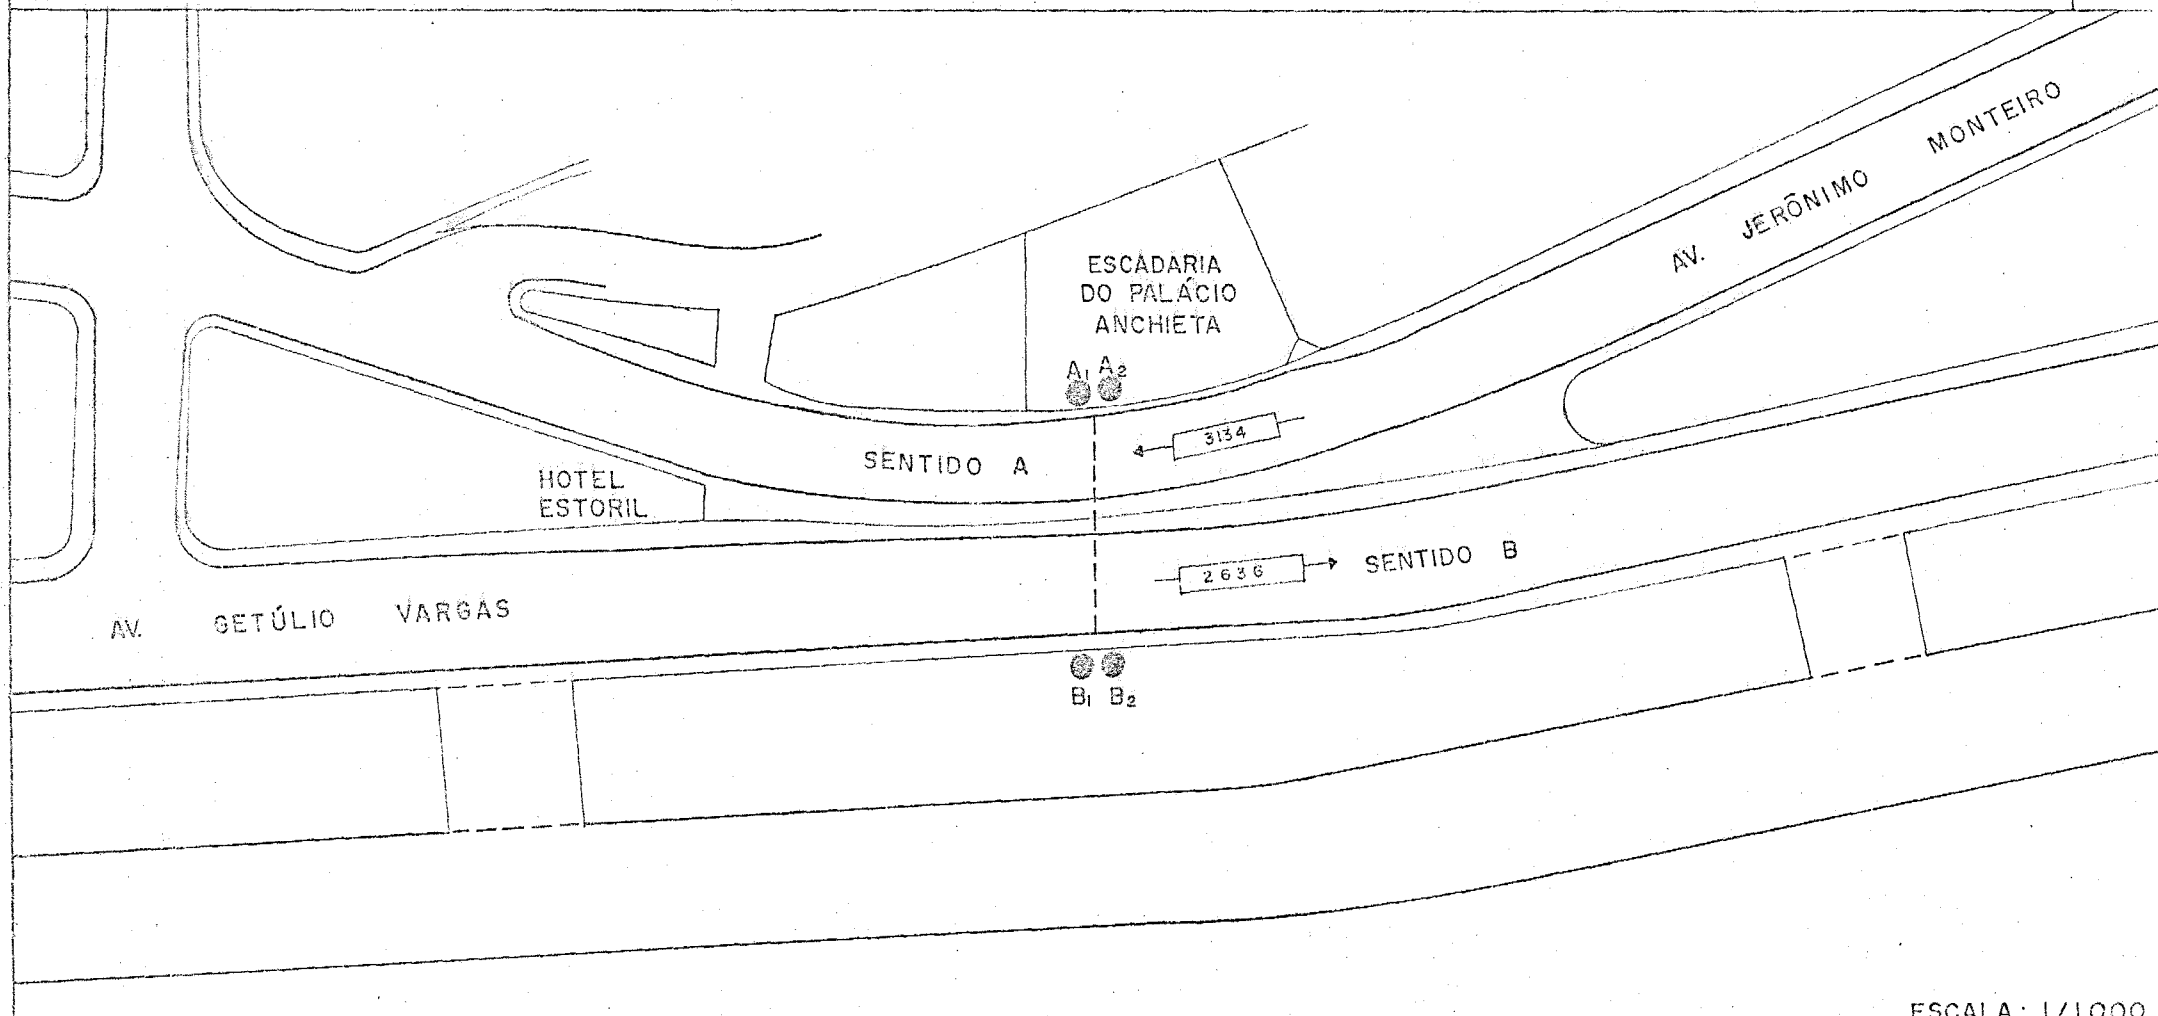 AV. JERÔNIMO MONTEIRO
ESCADARIA
DO PALÁCIO
ANCHIETA
A1 A2
3134
SENTIDO A
HOTEL
ESTORIL
2636
SENTIDO B
AV. GETÚLIO VARGAS
B1 B2
ESCALA: 1/1000